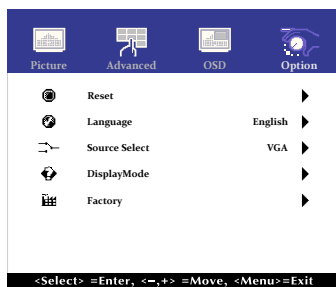 Picture Advanced OSD Option
Reset
Language English
Source Select VGA
DisplayMode
Factory
<Select> =Enter, <−,+> =Move, <Menu>=Exit